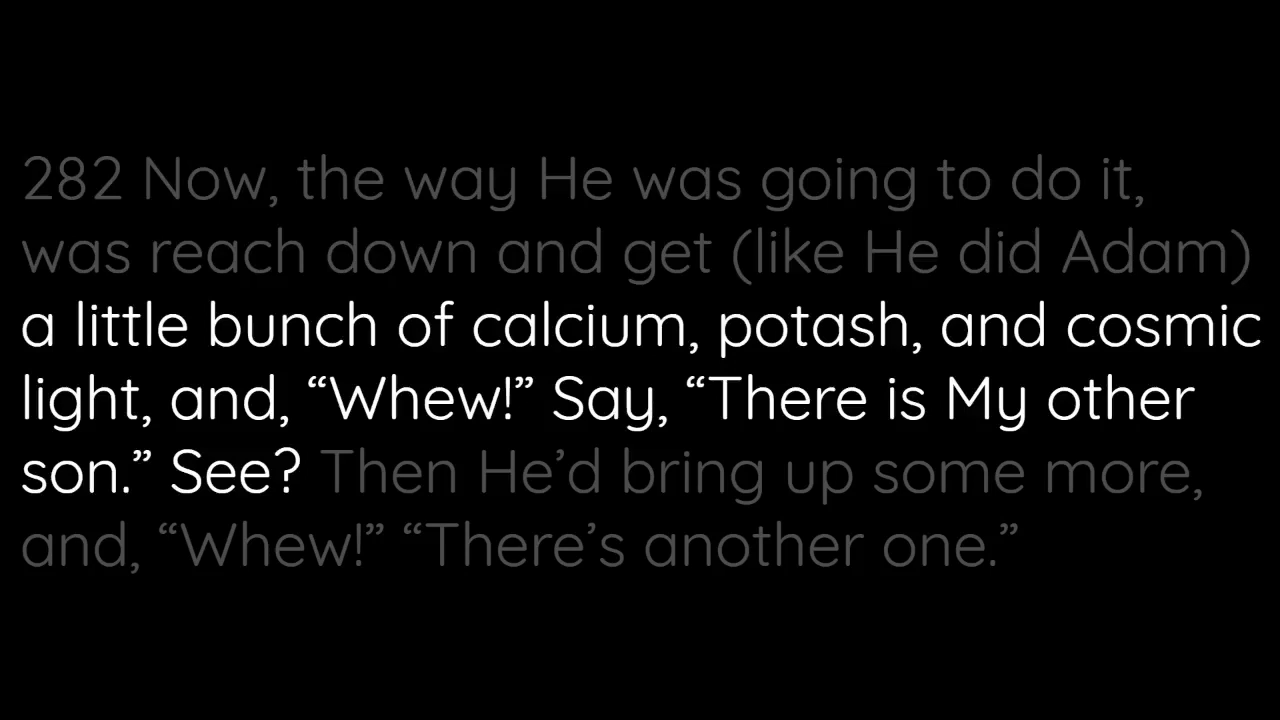 282 Now, the way He was going to do it,
was reach down and get (like He did Adam)
a little bunch of calcium, potash, and cosmic
light, and, “Whew!” Say, “There is My other
son.” See? Then He’d bring up some more,
and, “Whew!” “There’s another one.”